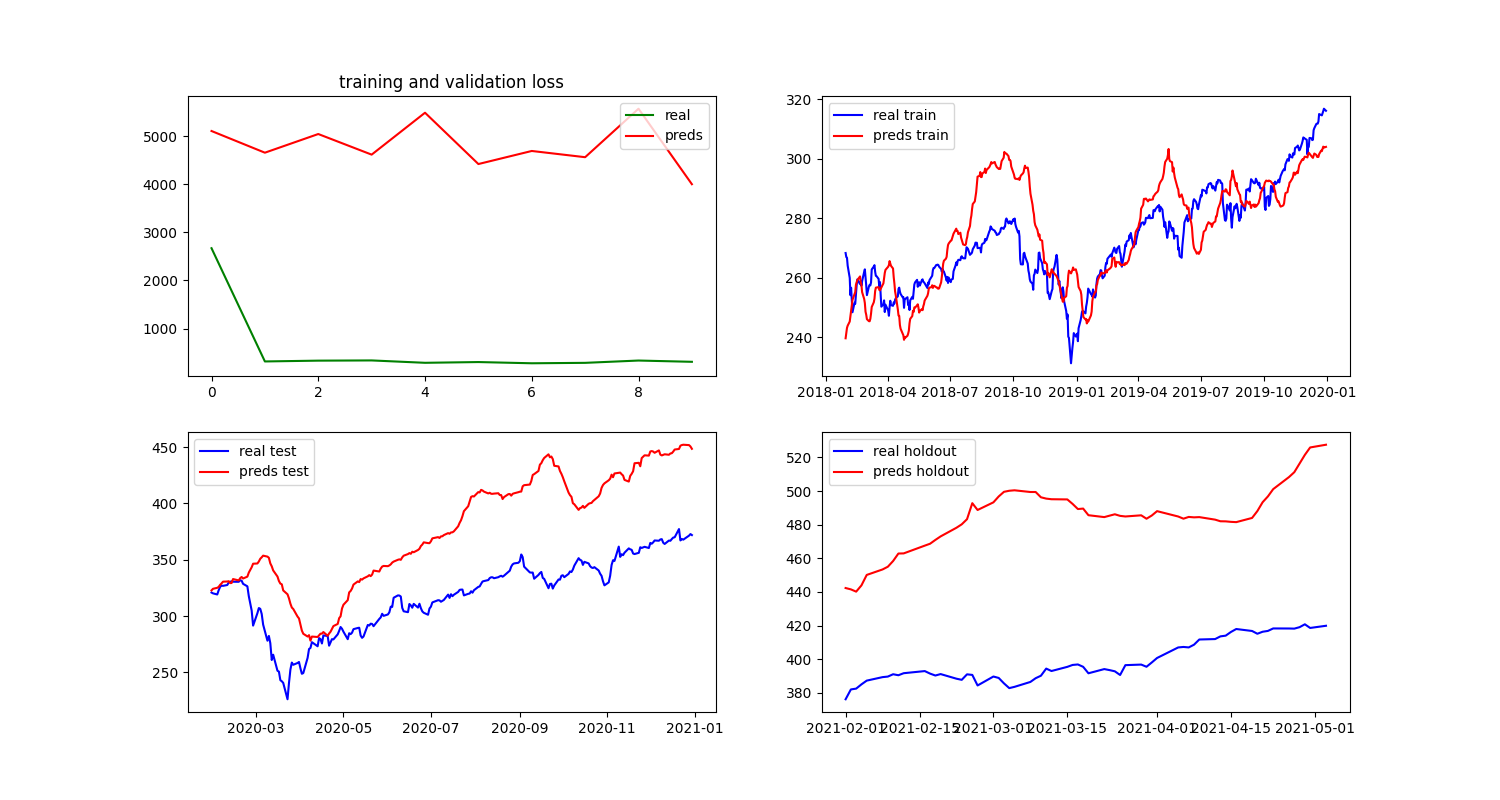 training and validation loss
real
preds
5000
4000
3000
2000
1000
0 2 4 6 8
real train
preds train
320
300
280
260
240
2018-01 2018-04 2018-07 2018-10 2019-01 2019-04 2019-07 2019-10 2020-01
real test
preds test
450
400
350
300
250
2020-03 2020-05 2020-07 2020-09 2020-11 2021-01
real holdout
preds holdout
520
500
480
460
440
420
400
380
2021-02-01 2021-02-15 2021-03-01 2021-03-15 2021-04-01 2021-04-15 2021-05-01